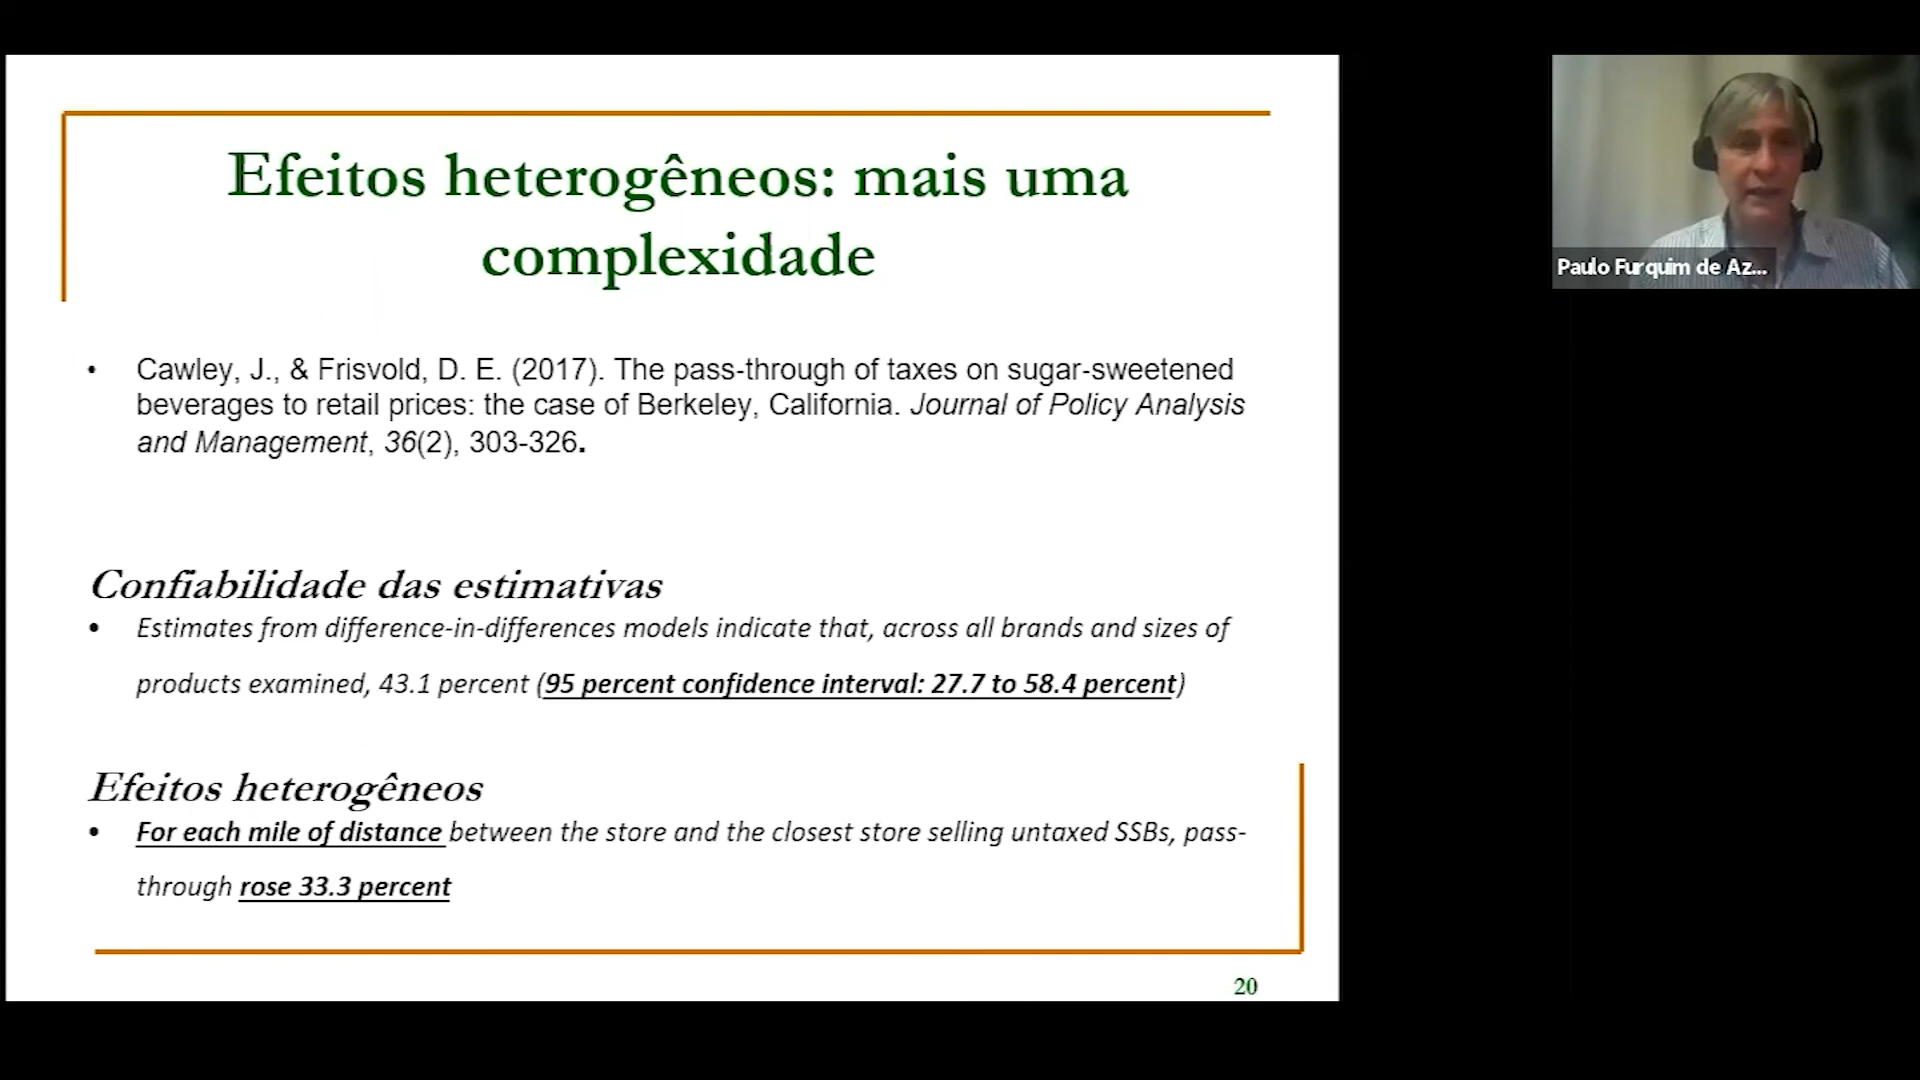 Efeitos heterogêneos: mais uma
complexidade
• Cawley, J., & Frisvold, D. E. (2017). The pass-through of taxes on sugar-sweetened
beverages to retail prices: the case of Berkeley, California. Journal of Policy Analysis
and Management, 36(2), 303-326.
Confiabilidade das estimativas
• Estimates from difference-in-differences models indicate that, across all brands and sizes of
products examined, 43.1 percent (95 percent confidence interval: 27.7 to 58.4 percent)
Efeitos heterogêneos
• For each mile of distance between the store and the closest store selling untaxed SSBs, pass-
through rose 33.3 percent
20
Paulo Furquim de Az...